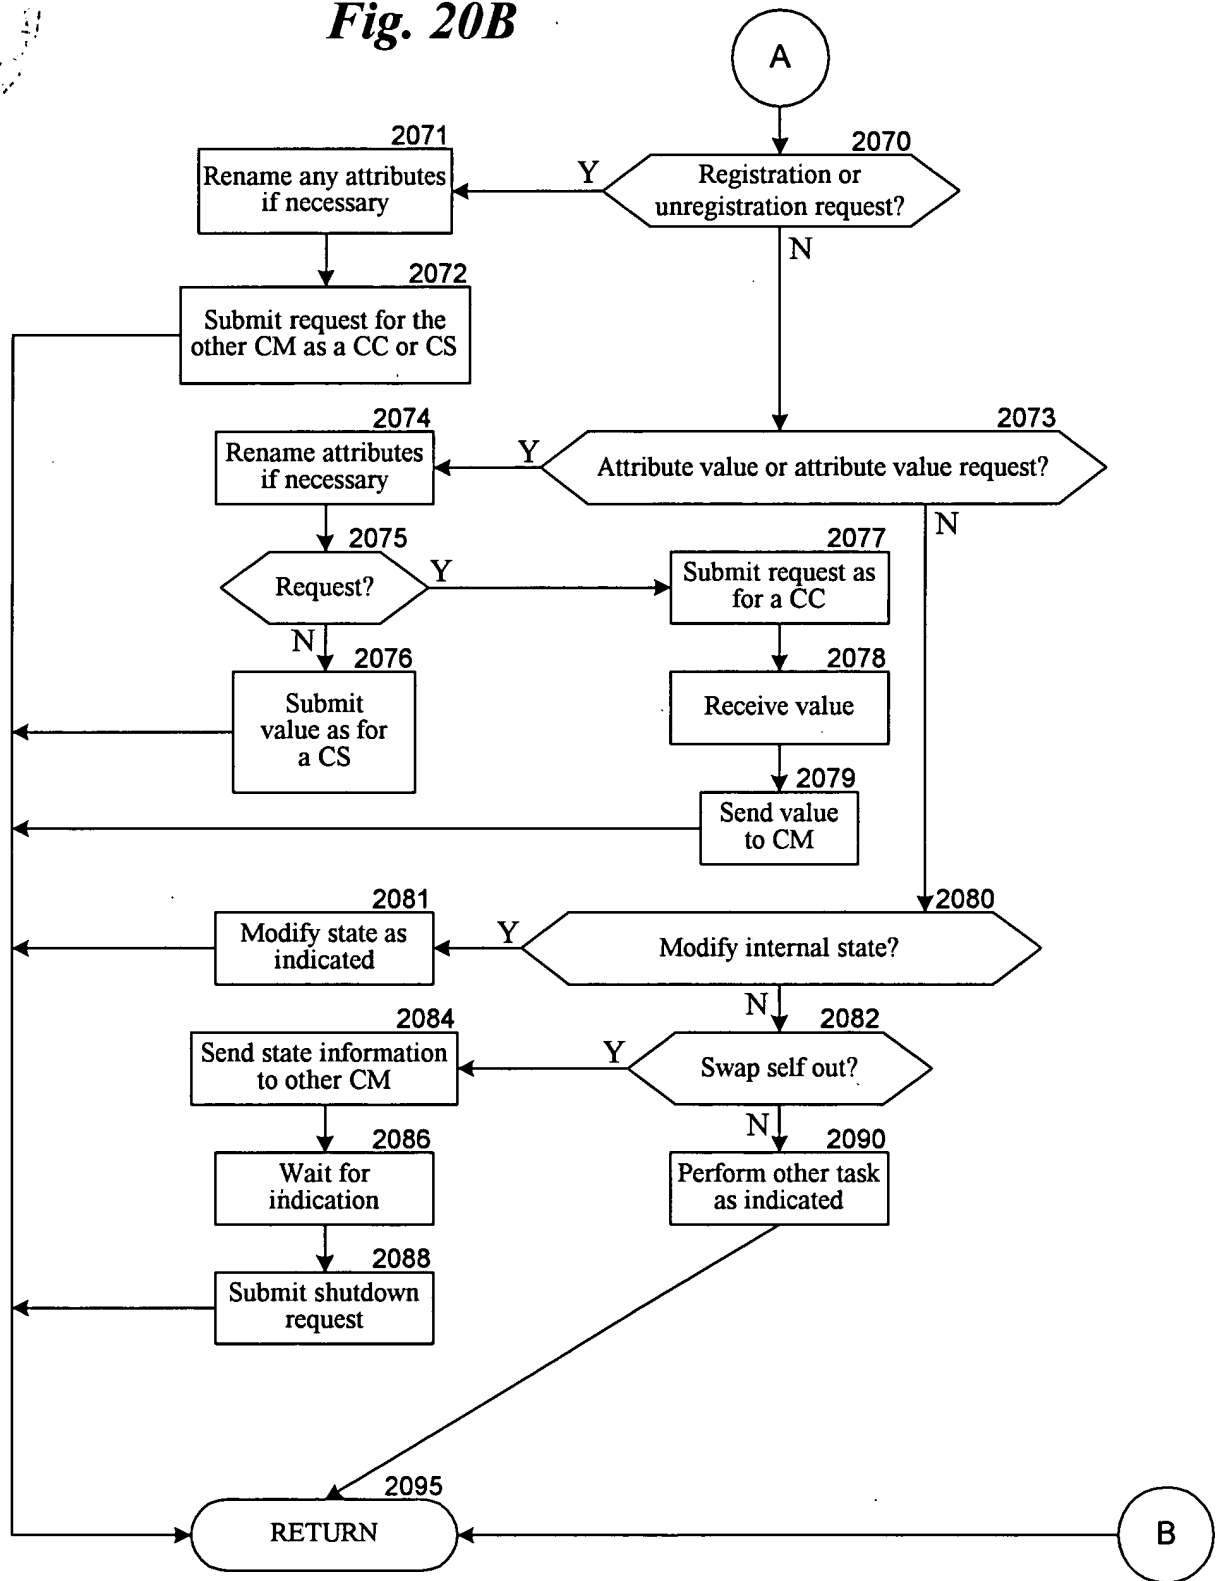 Fig. 20B
A
2070
Registration or
unregistration request?
Y
N
2071
Rename any attributes
if necessary
2072
Submit request for the
other CM as a CC or CS
2073
Attribute value or attribute value request?
Y
N
2074
Rename attributes
if necessary
2075
Request?
Y
N
2076
Submit
value as for
a CS
2077
Submit request as
for a CC
2078
Receive value
2079
Send value
to CM
2080
Modify internal state?
Y
N
2081
Modify state as
indicated
2082
Swap self out?
Y
N
2084
Send state information
to other CM
2086
Wait for
indication
2088
Submit shutdown
request
2090
Perform other task
as indicated
2095
RETURN
B